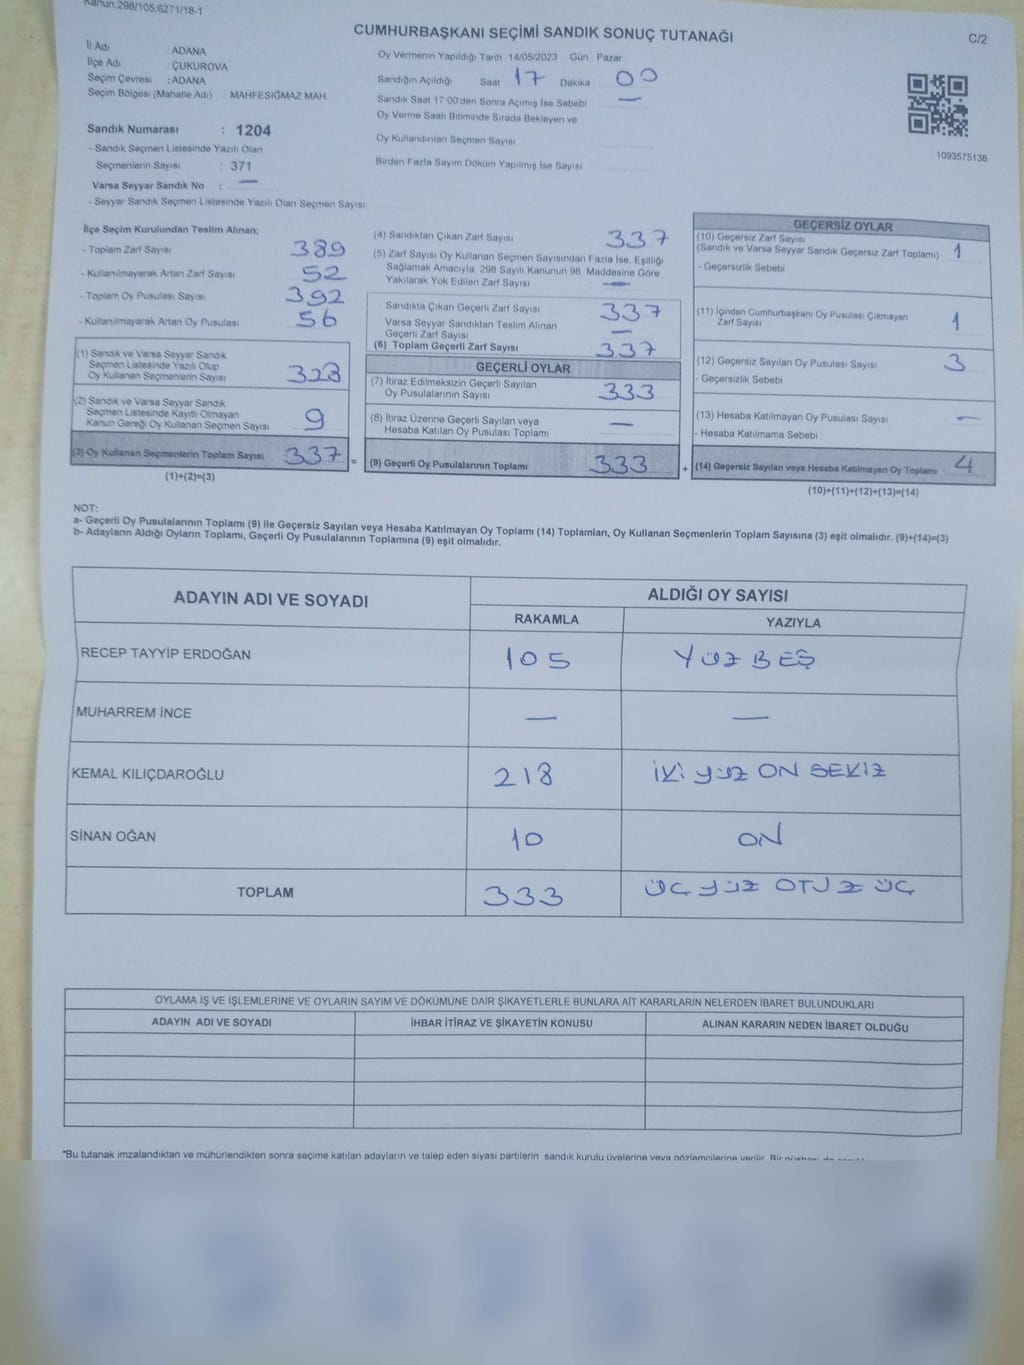 Kanun:298/105,6271/18-1
CUMHURBAŞKANI SEÇİMİ SANDIK SONUÇ TUTANAĞI
C/2
İl Adı : ADANA
İlçe Adı : ÇUKUROVA
Seçim Çevresi : ADANA
Seçim Bölgesi (Mahalle Adı) : MAHFESIĞMAZ MAH.
Sandık Numarası : 1204
- Sandık Seçmen Listesinde Yazılı Olan
Seçmenlerin Sayısı : 371
Varsa Seyyar Sandık No : —
- Seyyar Sandık Seçmen Listesinde Yazılı Olan Seçmen Sayısı
Oy Vermenin Yapıldığı Tarih 14/05/2023 Gün Pazar
Sandığın Açıldığı Saat 17 Dakika 00
Sandık Saat 17:00'den Sonra Açımış İse Sebebi —
Oy Verme Saati Bitiminde Sırada Bekleyen ve
Oy Kullandırılan Seçmen Sayısı
Birden Fazla Sayım Döküm Yapılmış İse Sayısı
1093575138
İlçe Seçim Kurulundan Teslim Alınan;
- Toplam Zarf Sayısı 389
- Kullanılmayarak Artan Zarf Sayısı 52
- Toplam Oy Pusulası Sayısı 392
- Kullanılmayarak Artan Oy Pusulası 56
(1) Sandık ve Varsa Seyyar Sandık
Seçmen Listesinde Yazılı Olup
Oy Kullanan Seçmenlerin Sayısı 328
(2) Sandık ve Varsa Seyyar Sandık
Seçmen Listesinde Kayıtlı Olmayan
Kanun Gereği Oy Kullanan Seçmen Sayısı 9
(3) Oy Kullanan Seçmenlerin Toplam Sayısı 337 =
(1)+(2)=(3)
(4) Sandıktan Çıkan Zarf Sayısı 337
(5) Zarf Sayısı Oy Kullanan Seçmen Sayısından Fazla İse, Eşitliği
Sağlamak Amacıyla, 298 Sayılı Kanunun 98. Maddesine Göre
Yakılarak Yok Edilen Zarf Sayısı —
Sandıkta Çıkan Geçerli Zarf Sayısı 337
Varsa Seyyar Sandıktan Teslim Alınan
Geçerli Zarf Sayısı —
(6) Toplam Geçerli Zarf Sayısı 337
GEÇERLİ OYLAR
(7) İtiraz Edilmeksizin Geçerli Sayılan
Oy Pusulalarının Sayısı 333
(8) İtiraz Üzerine Geçerli Sayılan veya
Hesaba Katılan Oy Pusulası Toplamı —
(9) Geçerli Oy Pusulalarının Toplamı 333 +
GEÇERSİZ OYLAR
(10) Geçersiz Zarf Sayısı
(Sandık ve Varsa Seyyar Sandık Geçersiz Zarf Toplamı) 1
- Geçersizlik Sebebi
(11) İçinden Cumhurbaşkanı Oy Pusulası Çıkmayan
Zarf Sayısı 1
(12) Geçersiz Sayılan Oy Pusulası Sayısı 3
- Geçersizlik Sebebi
(13) Hesaba Katılmayan Oy Pusulası Sayısı —
- Hesaba Katılmama Sebebi
(14) Geçersiz Sayılan veya Hesaba Katılmayan Oy Toplamı 4
(10)+(11)+(12)+(13)=(14)
NOT:
a- Geçerli Oy Pusulalarının Toplamı (9) ile Geçersiz Sayılan veya Hesaba Katılmayan Oy Toplamı (14) Toplamları, Oy Kullanan Seçmenlerin Toplam Sayısına (3) eşit olmalıdır. (9)+(14)=(3)
b- Adayların Aldığı Oyların Toplamı, Geçerli Oy Pusulalarının Toplamına (9) eşit olmalıdır.
ADAYIN ADI VE SOYADI
ALDIĞI OY SAYISI
RAKAMLA YAZIYLA
RECEP TAYYİP ERDOĞAN 105 YÜZ BEŞ
MUHARREM İNCE — —
KEMAL KILIÇDAROĞLU 218 İKİ YÜZ ON SEKİZ
SİNAN OĞAN 10 ON
TOPLAM 333 ÜÇ YÜZ OTUZ ÜÇ
OYLAMA İŞ VE İŞLEMLERİNE VE OYLARIN SAYIM VE DÖKÜMÜNE DAİR ŞİKAYETLERLE BUNLARA AİT KARARLARIN NELERDEN İBARET BULUNDUKLARI
ADAYIN ADI VE SOYADI İHBAR İTİRAZ VE ŞİKAYETİN KONUSU ALINAN KARARIN NEDEN İBARET OLDUĞU
*Bu tutanak imzalandıktan ve mühürlendikten sonra seçime katılan adayların ve talep eden siyasi partilerin sandık kurulu üyelerine veya gözlemcilerine verilir. Bir